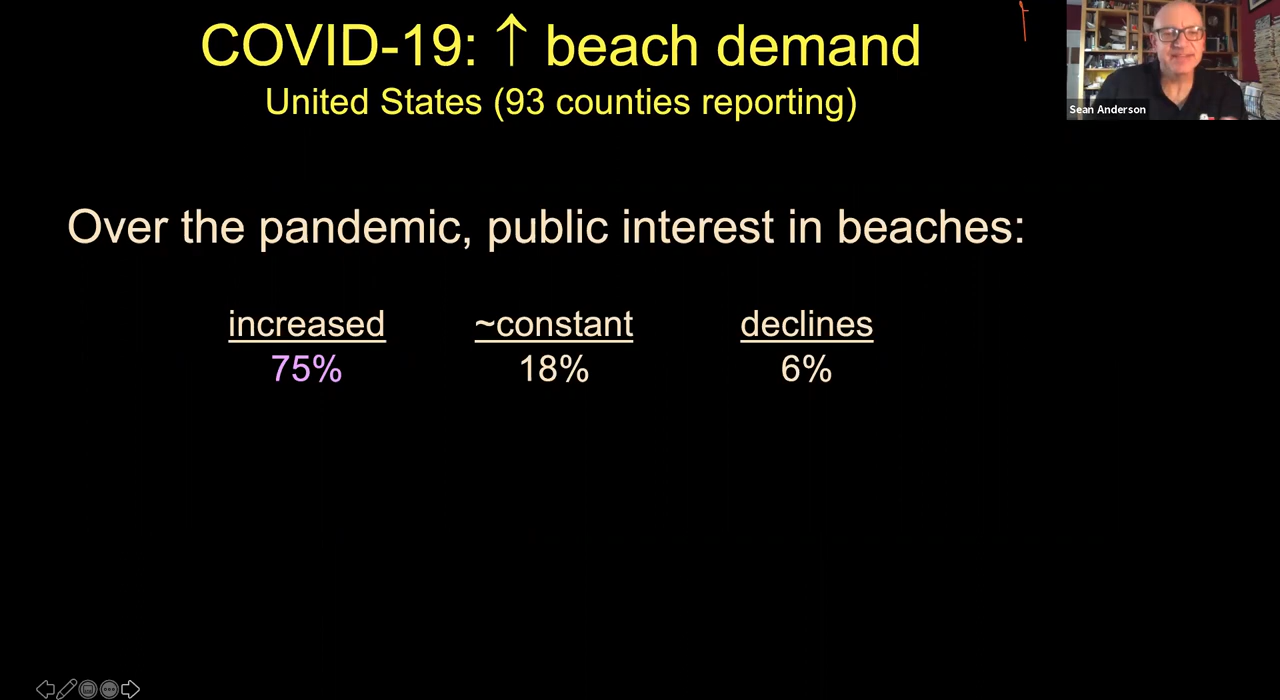 COVID-19: ↑ beach demand
United States (93 counties reporting)
Sean Anderson
Over the pandemic, public interest in beaches:
increased ~constant declines
75% 18% 6%